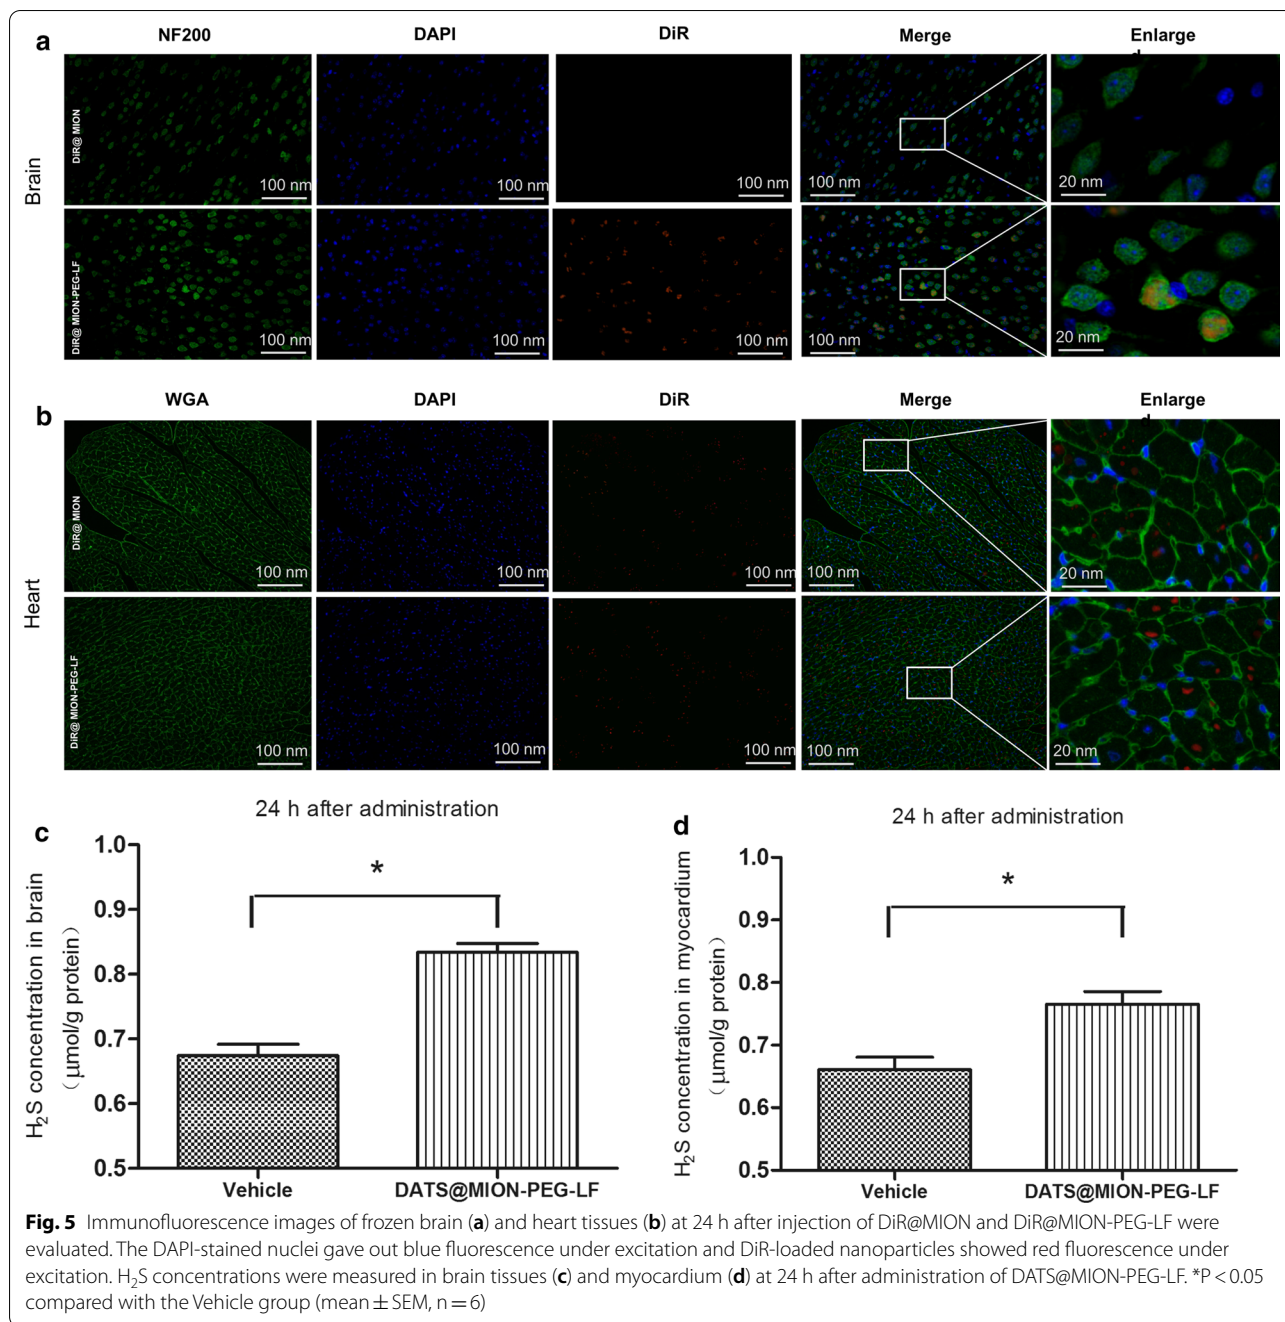 a
NF200 DAPI DiR Merge Enlarge
d
Brain
DiR@ MION
100 nm 100 nm 100 nm 100 nm 20 nm
DiR@ MION-PEG-LF
100 nm 100 nm 100 nm 100 nm 20 nm
b
WGA DAPI DiR Merge Enlarge
d
Heart
DiR@ MION
100 nm 100 nm 100 nm 100 nm 20 nm
DiR@ MION-PEG-LF
100 nm 100 nm 100 nm 100 nm 20 nm
c
24 h after administration
H₂S concentration in brain
（μmol/g protein）
1.0
0.9
0.8
0.7
0.6
0.5
*
Vehicle DATS@MION-PEG-LF
d
24 h after administration
H₂S concentration in myocardium
（μmol/g protein）
1.0
0.9
0.8
0.7
0.6
0.5
*
Vehicle DATS@MION-PEG-LF
Fig. 5 Immunofluorescence images of frozen brain (a) and heart tissues (b) at 24 h after injection of DiR@MION and DiR@MION-PEG-LF were
evaluated. The DAPI-stained nuclei gave out blue fluorescence under excitation and DiR-loaded nanoparticles showed red fluorescence under
excitation. H₂S concentrations were measured in brain tissues (c) and myocardium (d) at 24 h after administration of DATS@MION-PEG-LF. *P < 0.05
compared with the Vehicle group (mean ± SEM, n = 6)